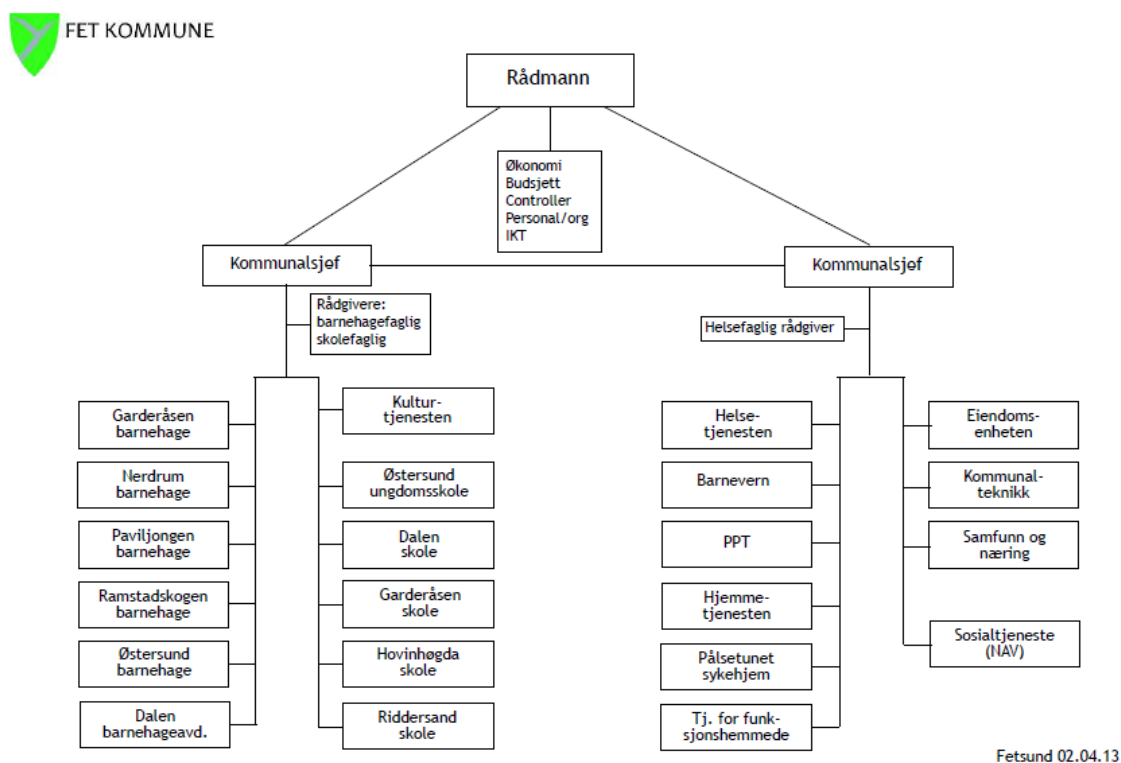 FET KOMMUNE
Rådmann
Økonomi
Budsjett
Controller
Personal/org
IKT
Kommunalsjef
Kommunalsjef
Rådgivere:
barnehagefaglig
skolefaglig
Helsefaglig rådgiver
Garderåsen
barnehage
Nerdrum
barnehage
Paviljongen
barnehage
Ramstadskogen
barnehage
Østersund
barnehage
Dalen
barnehageavd.
Kultur-
tjenesten
Østersund
ungdomsskole
Dalen
skole
Garderåsen
skole
Hovinhøgda
skole
Riddersand
skole
Helse-
tjenesten
Barnevern
PPT
Hjemme-
tjenesten
Pålsetunet
sykehjem
Tj. for funk-
sjonshemmede
Eiendoms-
enheten
Kommunal-
teknikk
Samfunn og
næring
Sosialtjeneste
(NAV)
Fetsund 02.04.13